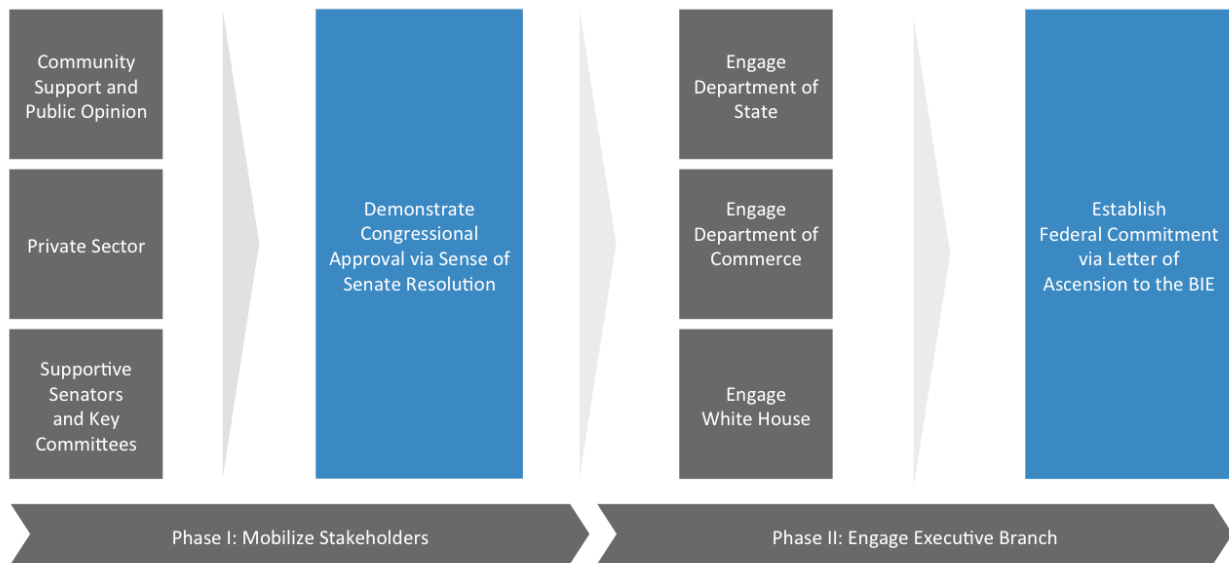 Community
Support and
Public Opinion
Private Sector
Supportive
Senators
and Key
Committees
Demonstrate
Congressional
Approval via Sense of
Senate Resolution
Engage
Department of
State
Engage
Department of
Commerce
Engage
White House
Establish
Federal Commitment
via Letter of
Ascension to the BIE
Phase I: Mobilize Stakeholders
Phase II: Engage Executive Branch